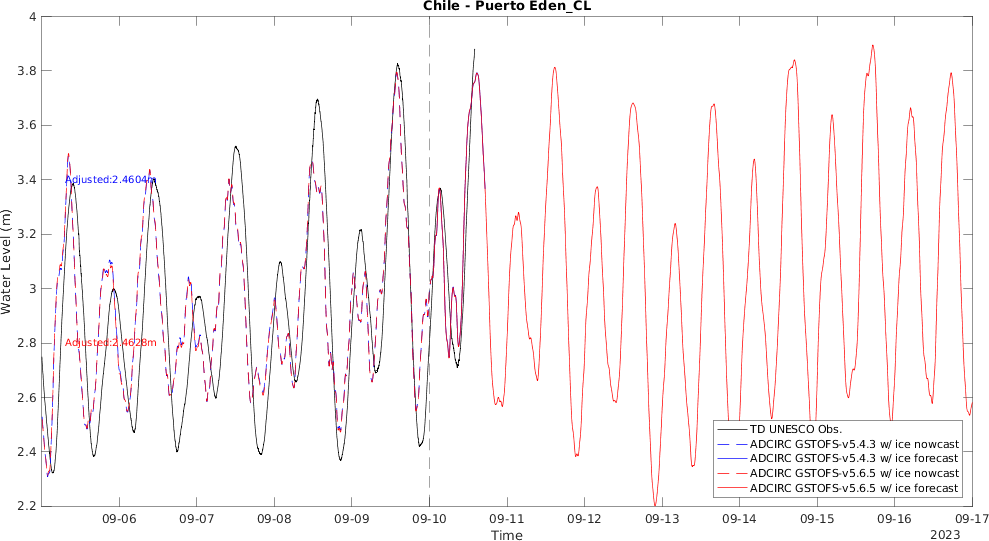 Chile - Puerto Eden_CL
4
3.8
3.6
3.4
3.2
3
2.8
2.6
2.4
2.2
Water Level (m)
Adjusted:2.4604m
Adjusted:2.4628m
TD UNESCO Obs.
ADCIRC GSTOFS-v5.4.3 w/ ice nowcast
ADCIRC GSTOFS-v5.4.3 w/ ice forecast
ADCIRC GSTOFS-v5.6.5 w/ ice nowcast
ADCIRC GSTOFS-v5.6.5 w/ ice forecast
09-06 09-07 09-08 09-09 09-10 09-11 09-12 09-13 09-14 09-15 09-16 09-17
Time
2023